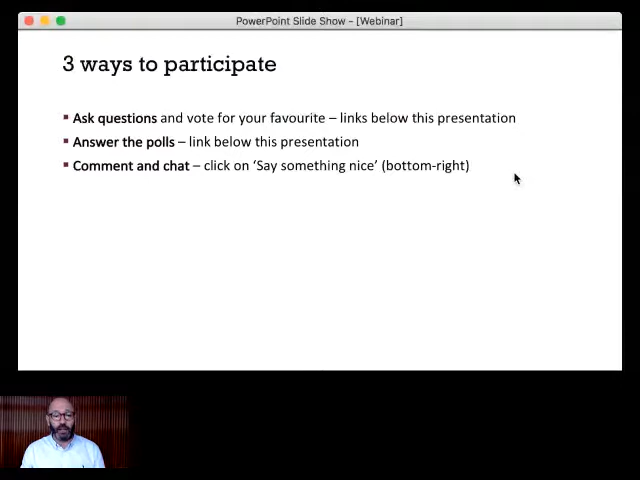 PowerPoint Slide Show - [Webinar]
3 ways to participate
▪ Ask questions and vote for your favourite – links below this presentation
▪ Answer the polls – link below this presentation
▪ Comment and chat – click on ‘Say something nice’ (bottom-right)